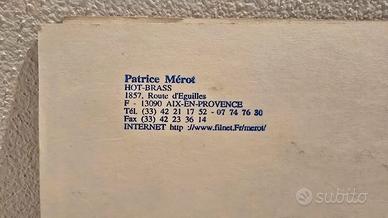 Patrice Mérot
HOT-BRASS
1857, Route d'Eguilles
F - 13090 AIX-EN-PROVENCE
Tél. (33) 42 21 17 52 - 07 74 76 30
Fax (33) 42 23 36 14
INTERNET http ://www.filnet.Fr/merot/
subito